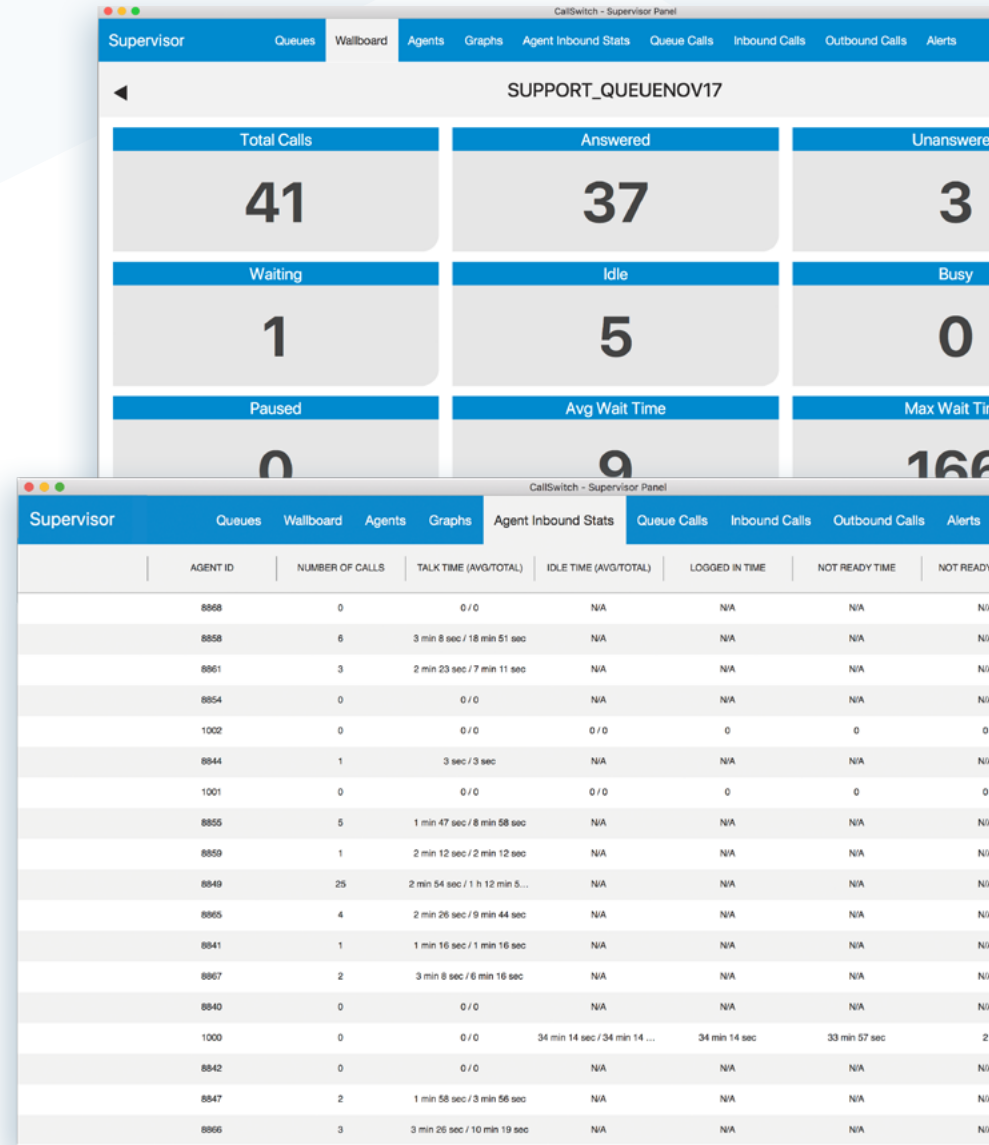 CallSwitch - Supervisor Panel
Supervisor Queues Wallboard Agents Graphs Agent Inbound Stats Queue Calls Inbound Calls Outbound Calls Alerts
SUPPORT_QUEUENOV17
Total Calls Answered Unanswere
41 37 3
Waiting Idle Busy
1 5 0
Paused Avg Wait Time Max Wait Tim
0 9 166
CallSwitch - Supervisor Panel
Supervisor Queues Wallboard Agents Graphs Agent Inbound Stats Queue Calls Inbound Calls Outbound Calls Alerts
AGENT ID NUMBER OF CALLS TALK TIME (AVG/TOTAL) IDLE TIME (AVG/TOTAL) LOGGED IN TIME NOT READY TIME NOT READY
8868 0 0 / 0 N/A N/A N/A N/A
8858 6 3 min 8 sec / 18 min 51 sec N/A N/A N/A N/A
8861 3 2 min 23 sec / 7 min 11 sec N/A N/A N/A N/A
8854 0 0 / 0 N/A N/A N/A N/A
1002 0 0 / 0 0 / 0 0 0 0
8844 1 3 sec / 3 sec N/A N/A N/A N/A
1001 0 0 / 0 0 / 0 0 0 0
8855 5 1 min 47 sec / 8 min 58 sec N/A N/A N/A N/A
8859 1 2 min 12 sec / 2 min 12 sec N/A N/A N/A N/A
8849 25 2 min 54 sec / 1 h 12 min 5... N/A N/A N/A N/A
8865 4 2 min 26 sec / 9 min 44 sec N/A N/A N/A N/A
8841 1 1 min 16 sec / 1 min 16 sec N/A N/A N/A N/A
8867 2 3 min 8 sec / 6 min 16 sec N/A N/A N/A N/A
8840 0 0 / 0 N/A N/A N/A N/A
1000 0 0 / 0 34 min 14 sec / 34 min 14 ... 34 min 14 sec 33 min 57 sec 2
8842 0 0 / 0 N/A N/A N/A N/A
8847 2 1 min 58 sec / 3 min 56 sec N/A N/A N/A N/A
8866 3 3 min 26 sec / 10 min 19 sec N/A N/A N/A N/A